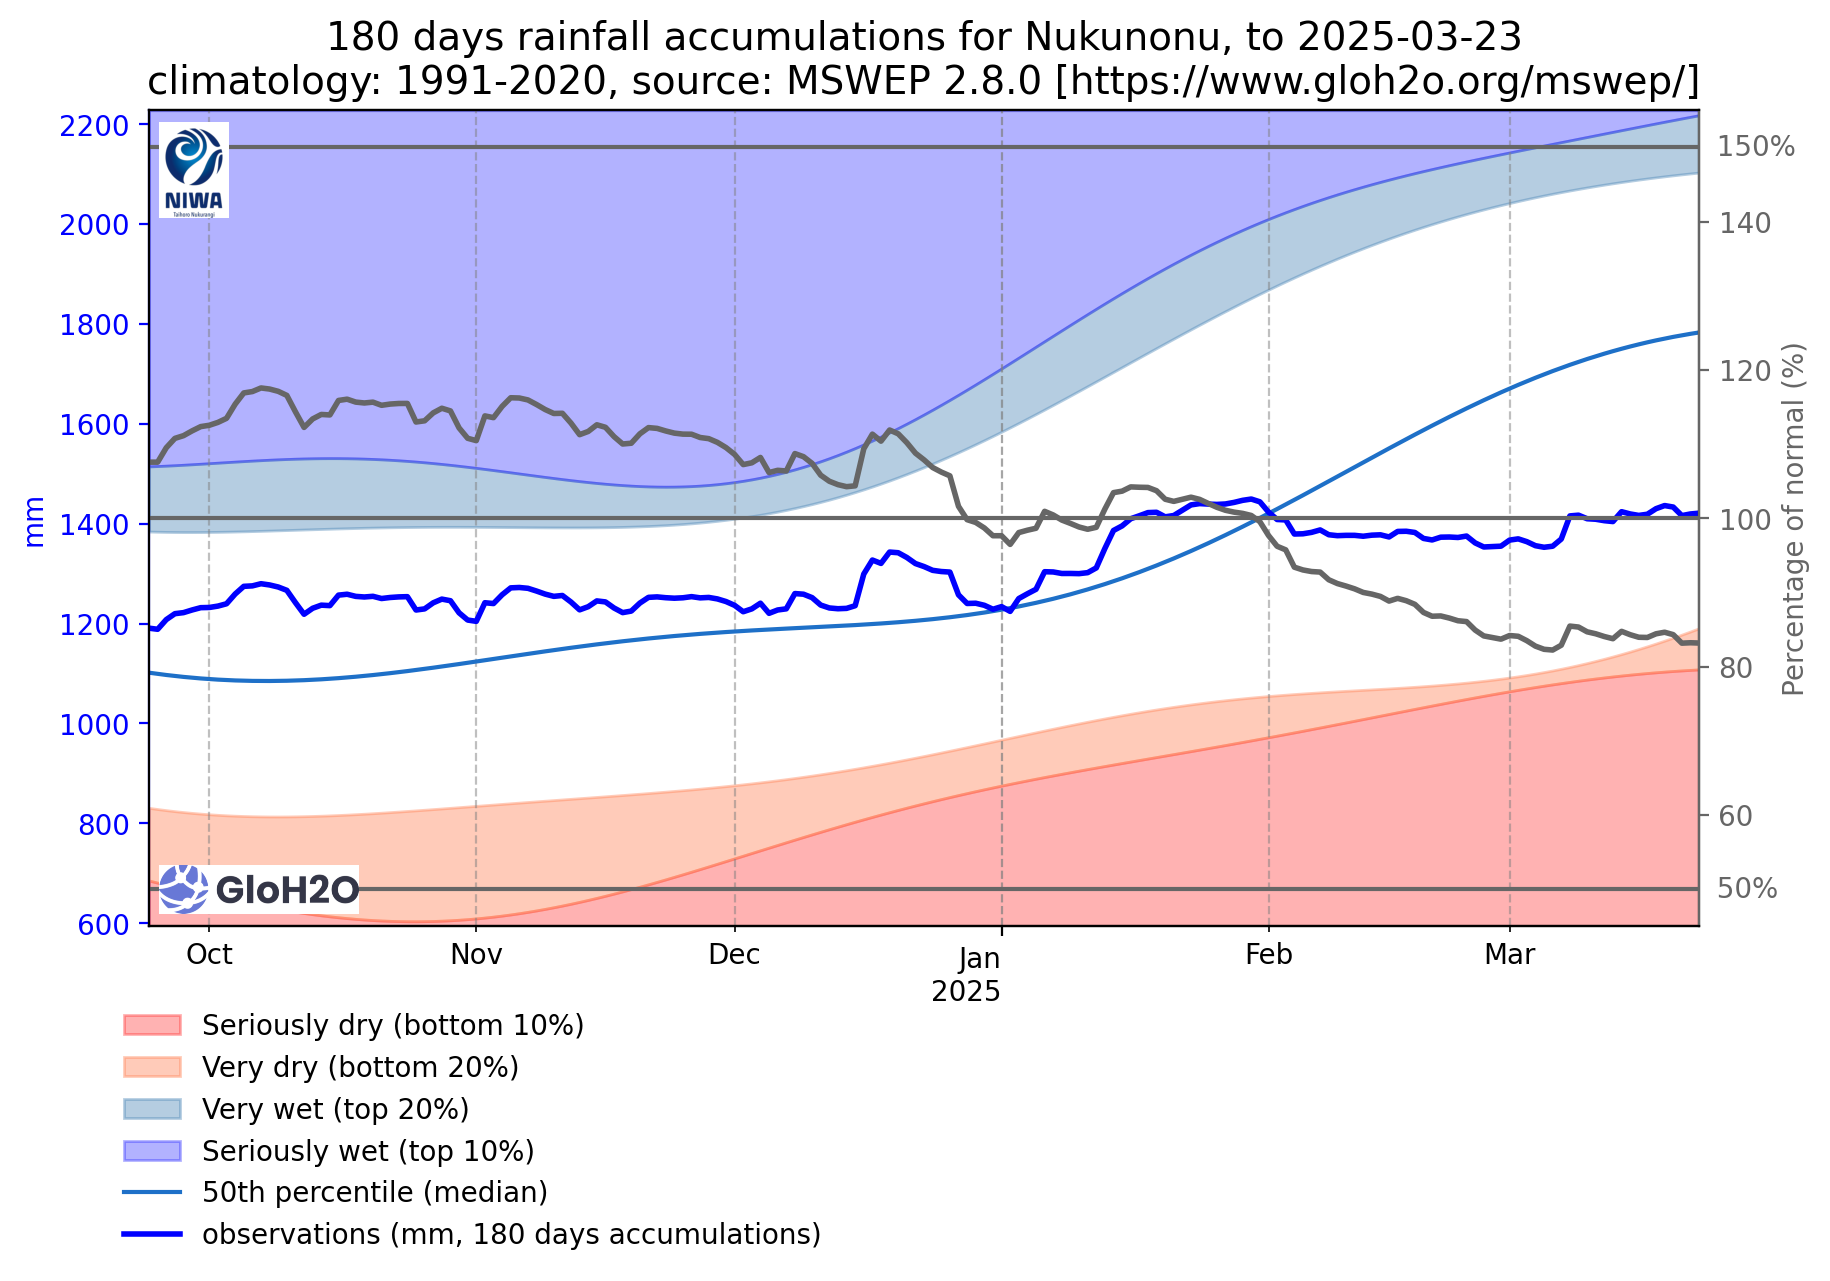 180 days rainfall accumulations for Nukunonu, to 2025-03-23
climatology: 1991-2020, source: MSWEP 2.8.0 [https://www.gloh2o.org/mswep/]
2200
2000
1800
1600
1400
1200
1000
800
600
mm
NIWA
Taihoro Nukurangi
GloH2O
150%
140
120
100
80
60
50%
Percentage of normal (%)
Oct
Nov
Dec
Jan
2025
Feb
Mar
Seriously dry (bottom 10%)
Very dry (bottom 20%)
Very wet (top 20%)
Seriously wet (top 10%)
50th percentile (median)
observations (mm, 180 days accumulations)